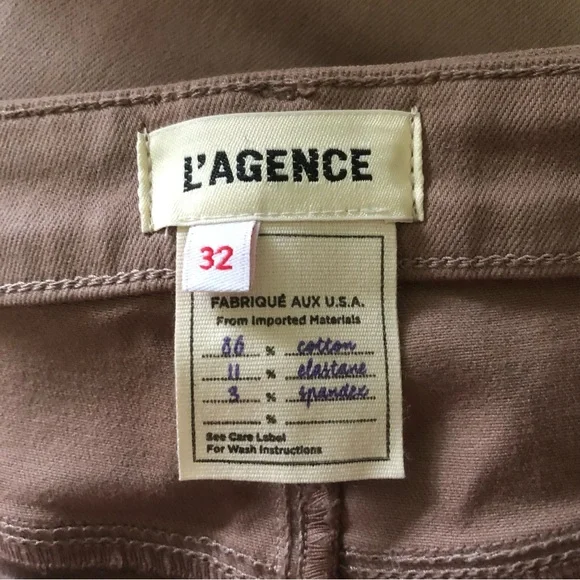 L'AGENCE
32
FABRIQUÉ AUX U.S.A.
From Imported Materials
86 % cotton
11 % elastane
3 % spandex
%
See Care Label
For Wash Instructions